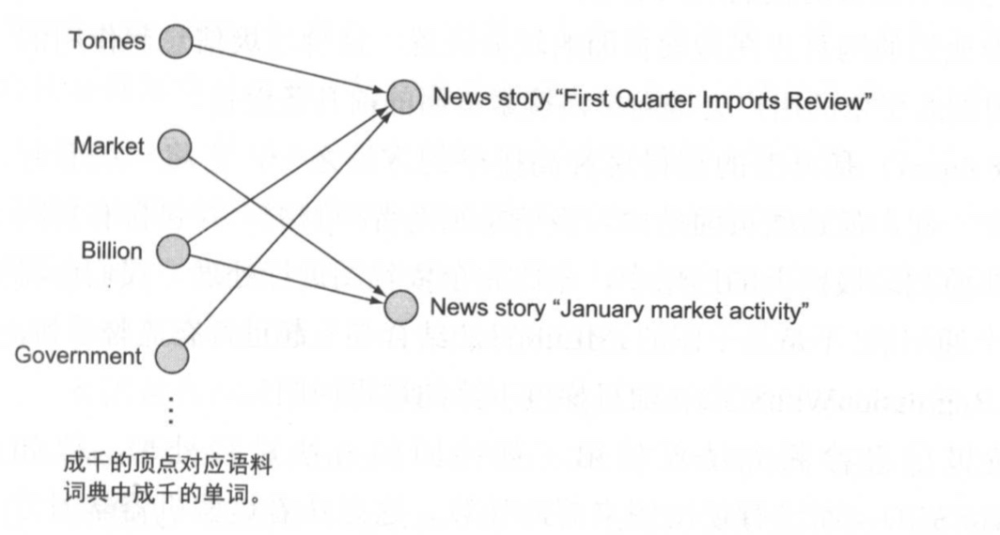 Tonnes
News story “First Quarter Imports Review”
Market
Billion
News story “January market activity”
Government
⋮
成千的顶点对应语料
词典中成千的单词。